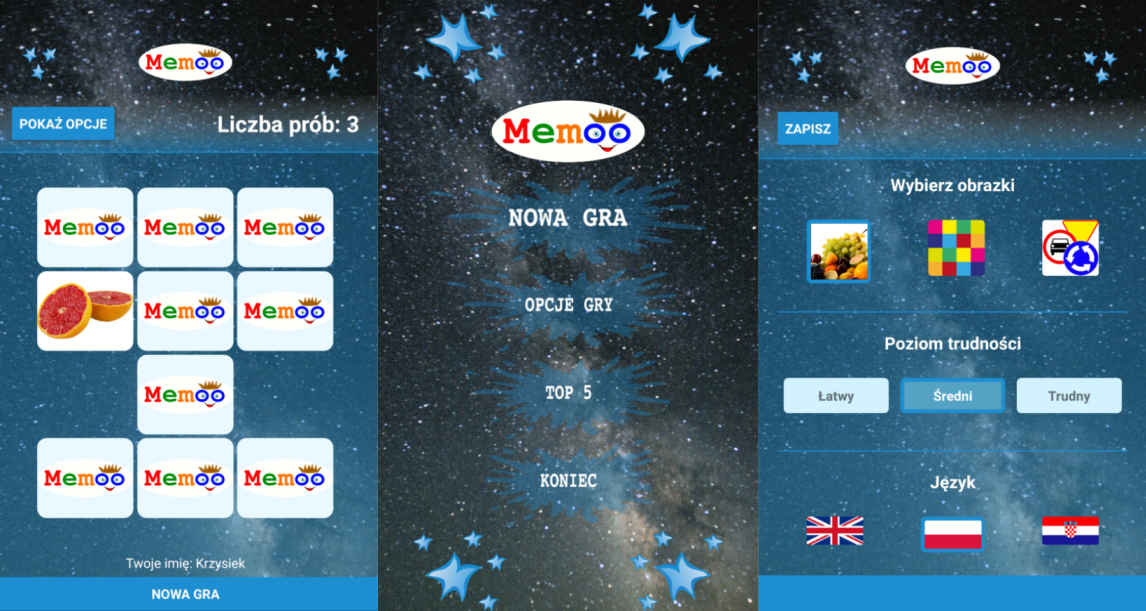 Memoo
POKAŻ OPCJE
Liczba prób: 3
Memoo Memoo Memoo
Memoo Memoo
Memoo
Memoo Memoo Memoo
Twoje imię: Krzysiek
NOWA GRA
Memoo
NOWA GRA
OPCJE GRY
TOP 5
KONIEC
Memoo
ZAPISZ
Wybierz obrazki
Poziom trudności
Łatwy Średni Trudny
Język